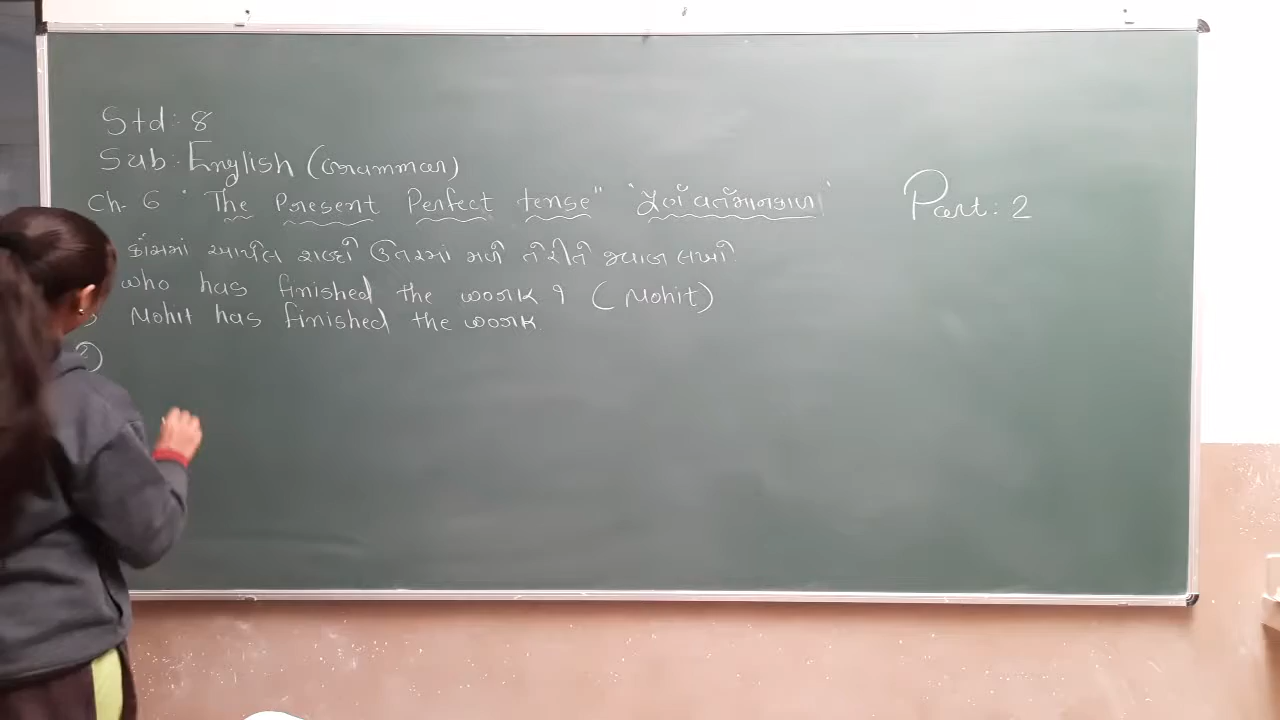 Std: 8
Sub: English (Grammar)
Ch- 6 "The Present Perfect tense" "પૂર્ણ વર્તમાનકાળ" Part: 2
કૌંસમાં આપેલ શબ્દો ઉત્તરમાં મળે તે રીતે જવાબ લખો.
who has finished the work ? (Mohit)
Mohit has finished the work.
②